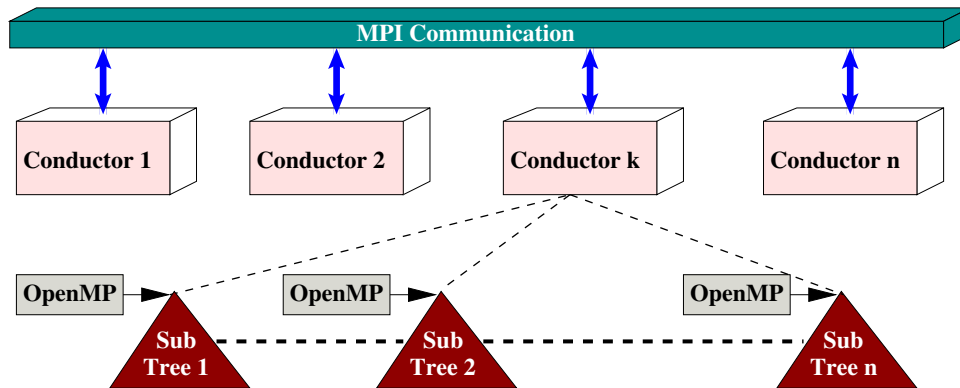 MPI Communication
Conductor 1
Conductor 2
Conductor k
Conductor n
OpenMP
OpenMP
OpenMP
Sub
Tree 1
Sub
Tree 2
Sub
Tree n